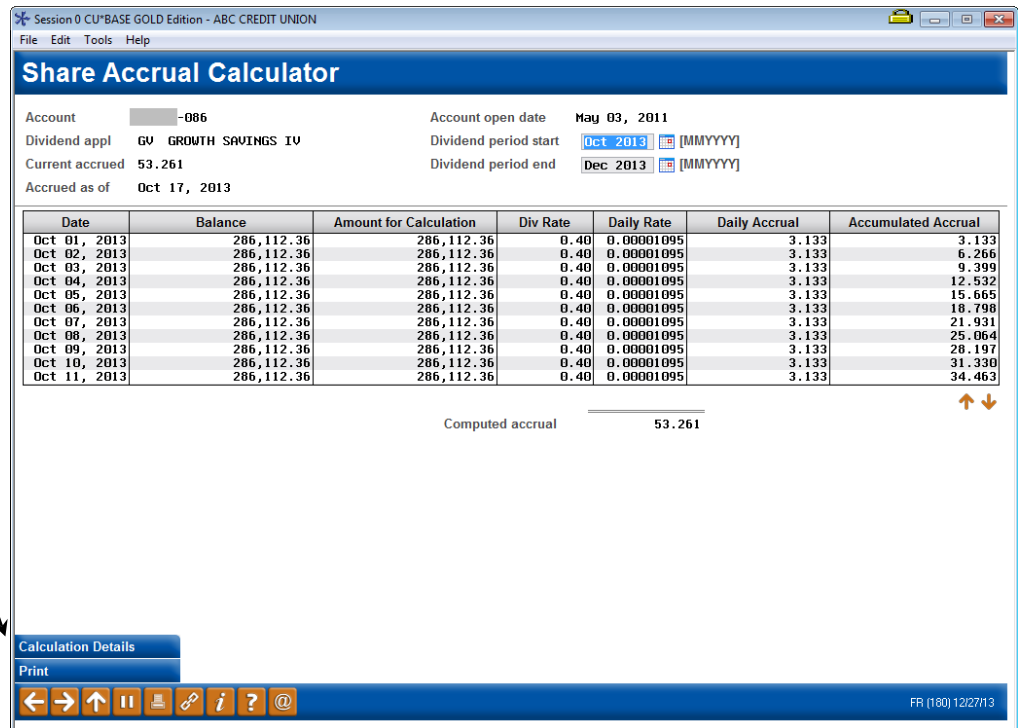 Session 0 CU*BASE GOLD Edition - ABC CREDIT UNION
File Edit Tools Help
Share Accrual Calculator
Account -086 Account open date May 03, 2011
Dividend appl GV GROWTH SAVINGS IV Dividend period start Oct 2013 [MMYYYY]
Current accrued 53.261 Dividend period end Dec 2013 [MMYYYY]
Accrued as of Oct 17, 2013
Date Balance Amount for Calculation Div Rate Daily Rate Daily Accrual Accumulated Accrual
Oct 01, 2013 286,112.36 286,112.36 0.40 0.00001095 3.133 3.133
Oct 02, 2013 286,112.36 286,112.36 0.40 0.00001095 3.133 6.266
Oct 03, 2013 286,112.36 286,112.36 0.40 0.00001095 3.133 9.399
Oct 04, 2013 286,112.36 286,112.36 0.40 0.00001095 3.133 12.532
Oct 05, 2013 286,112.36 286,112.36 0.40 0.00001095 3.133 15.665
Oct 06, 2013 286,112.36 286,112.36 0.40 0.00001095 3.133 18.798
Oct 07, 2013 286,112.36 286,112.36 0.40 0.00001095 3.133 21.931
Oct 08, 2013 286,112.36 286,112.36 0.40 0.00001095 3.133 25.064
Oct 09, 2013 286,112.36 286,112.36 0.40 0.00001095 3.133 28.197
Oct 10, 2013 286,112.36 286,112.36 0.40 0.00001095 3.133 31.330
Oct 11, 2013 286,112.36 286,112.36 0.40 0.00001095 3.133 34.463
Computed accrual 53.261
Calculation Details
Print
i ? @ FR (180) 12/27/13